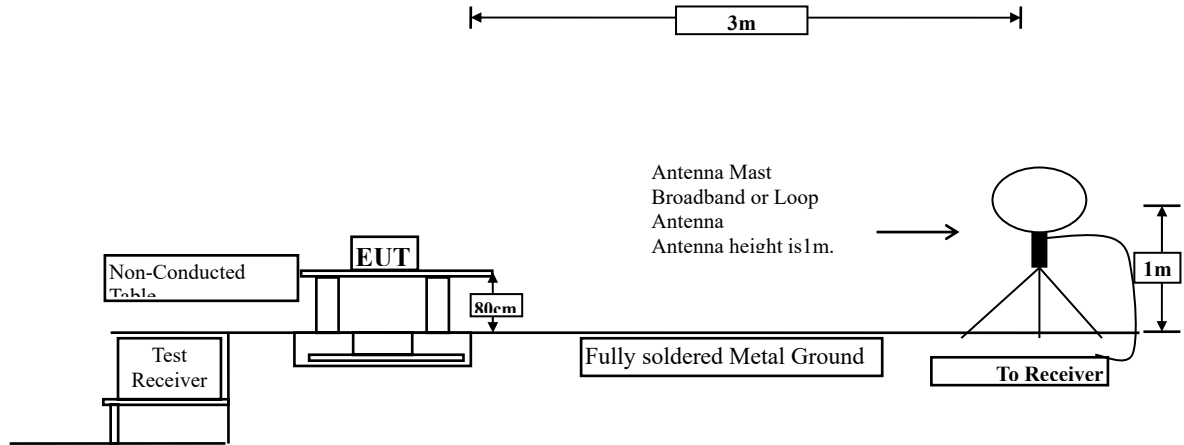 3m
Antenna Mast
Broadband or Loop
Antenna
Antenna height is1m.
EUT
Non-Conducted
Table
80cm
1m
Test
Receiver
Fully soldered Metal Ground
To Receiver